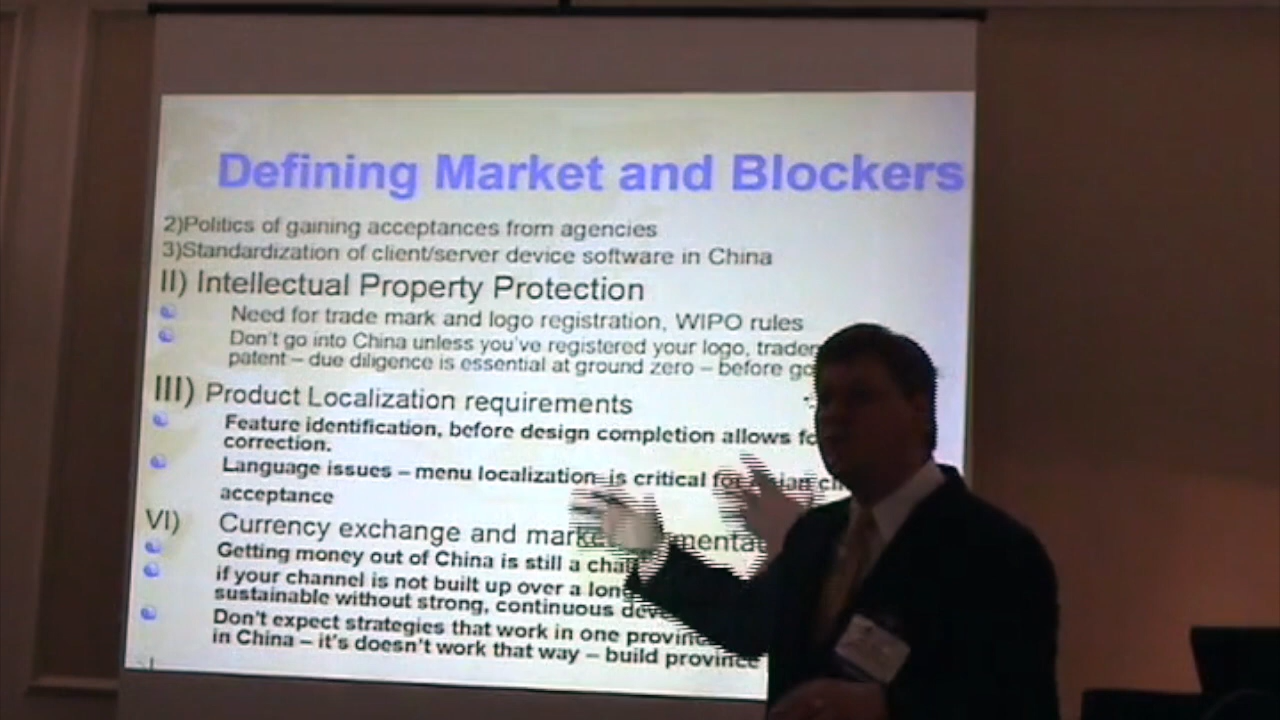 Defining Market and Blockers
2)Politics of gaining acceptances from agencies
3)Standardization of client/server device software in China
II) Intellectual Property Protection
Need for trade mark and logo registration, WIPO rules
Don't go into China unless you've registered your logo,
patent – due diligence is essential at ground zero – before
III) Product Localization requirements
Feature identification, before design completion allows
correction.
Language issues – menu localization is critical for
acceptance
VI) Currency exchange and
Getting money out of China is still a
if your channel is not built up over a
sustainable without strong, continuous
Don't expect strategies that work in one
in China – it's doesn't work that way – build province